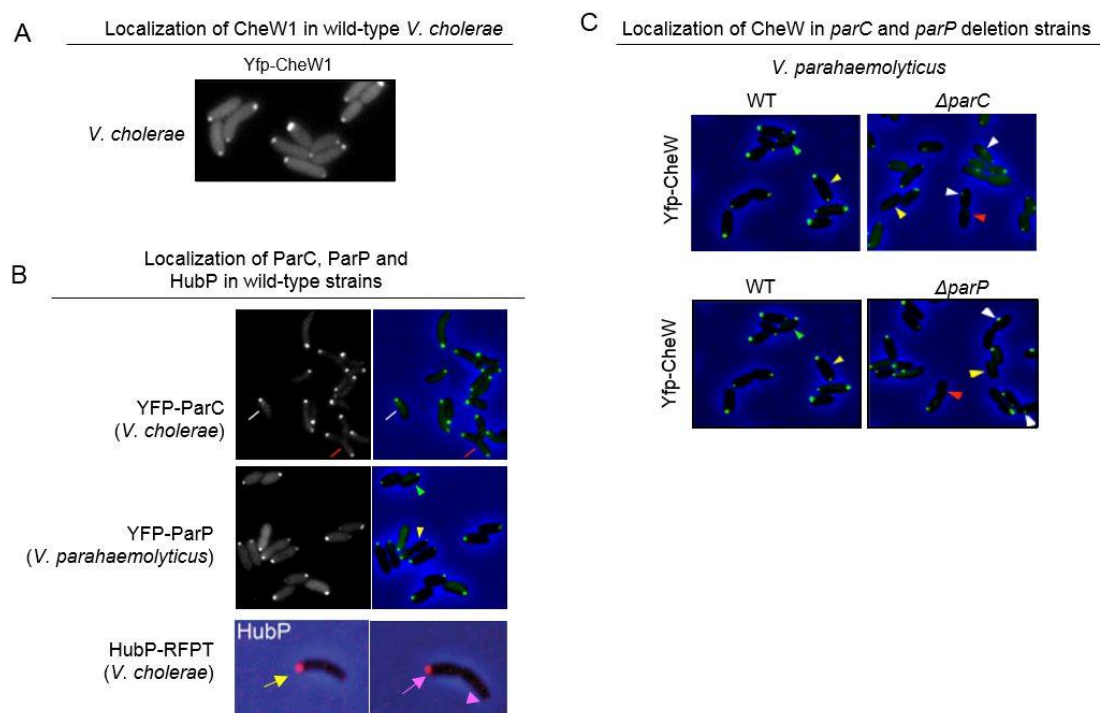 A
Localization of CheW1 in wild-type V. cholerae
Yfp-CheW1
V. cholerae
B
Localization of ParC, ParP and
HubP in wild-type strains
YFP-ParC
(V. cholerae)
YFP-ParP
(V. parahaemolyticus)
HubP-RFPT
(V. cholerae)
HubP
C
Localization of CheW in parC and parP deletion strains
V. parahaemolyticus
WT
ΔparC
Yfp-CheW
WT
ΔparP
Yfp-CheW